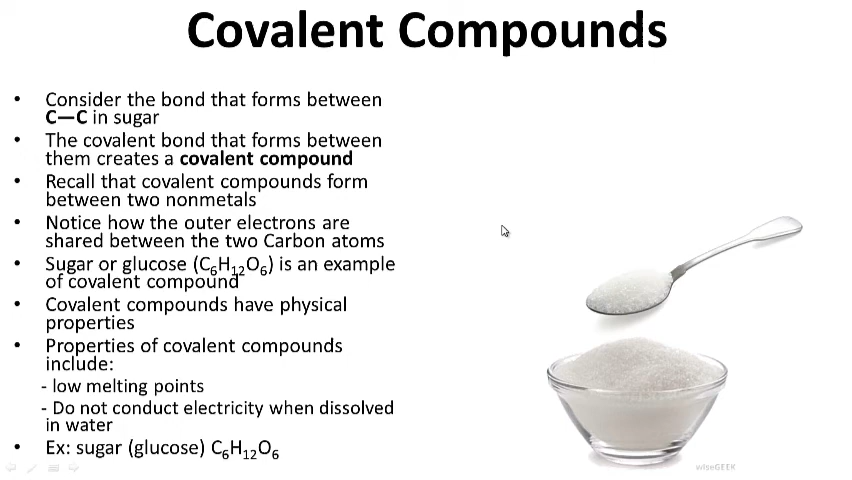 Covalent Compounds
• Consider the bond that forms between
C—C in sugar
• The covalent bond that forms between
them creates a covalent compound
• Recall that covalent compounds form
between two nonmetals
• Notice how the outer electrons are
shared between the two Carbon atoms
• Sugar or glucose (C₆H₁₂O₆) is an example
of covalent compound
• Covalent compounds have physical
properties
• Properties of covalent compounds
include:
- low melting points
- Do not conduct electricity when dissolved
in water
• Ex: sugar (glucose) C₆H₁₂O₆
wiseGEEK